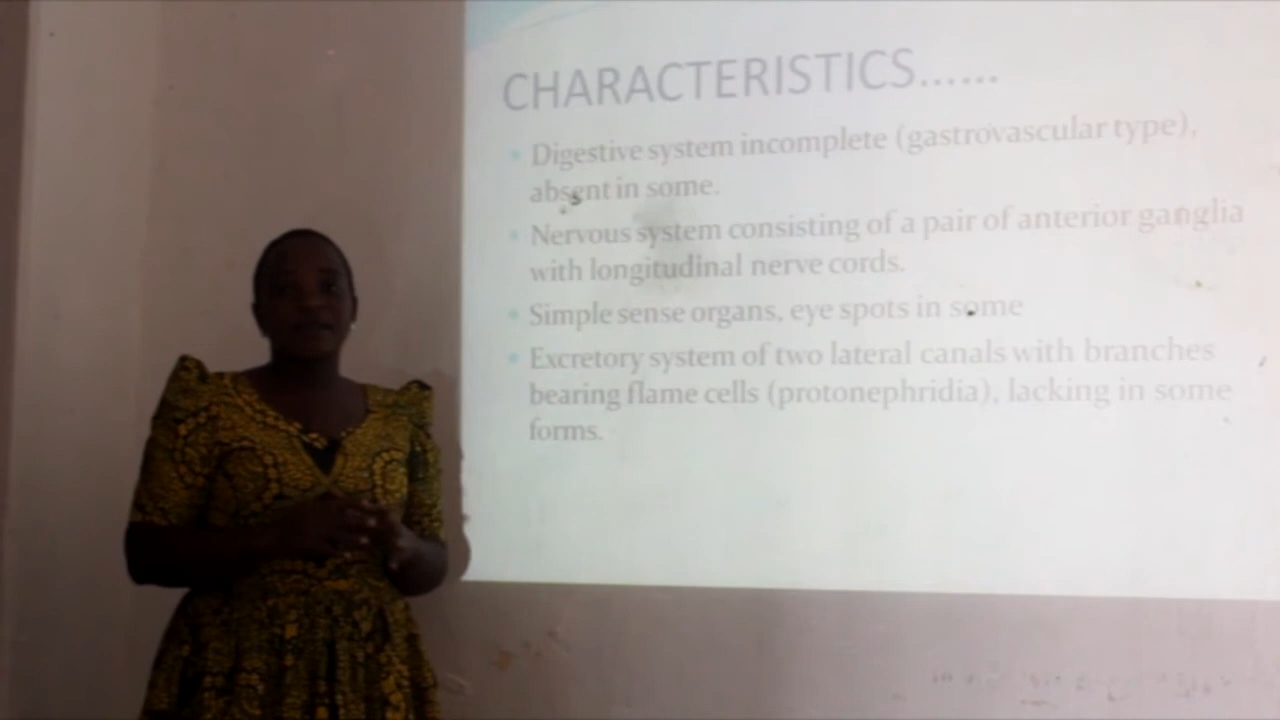 CHARACTERISTICS......
Digestive system incomplete (gastrovascular type),
absent in some.
Nervous system consisting of a pair of anterior ganglia
with longitudinal nerve cords.
Simple sense organs, eye spots in some
Excretory system of two lateral canals with branches
bearing flame cells (protonephridia), lacking in some
forms.